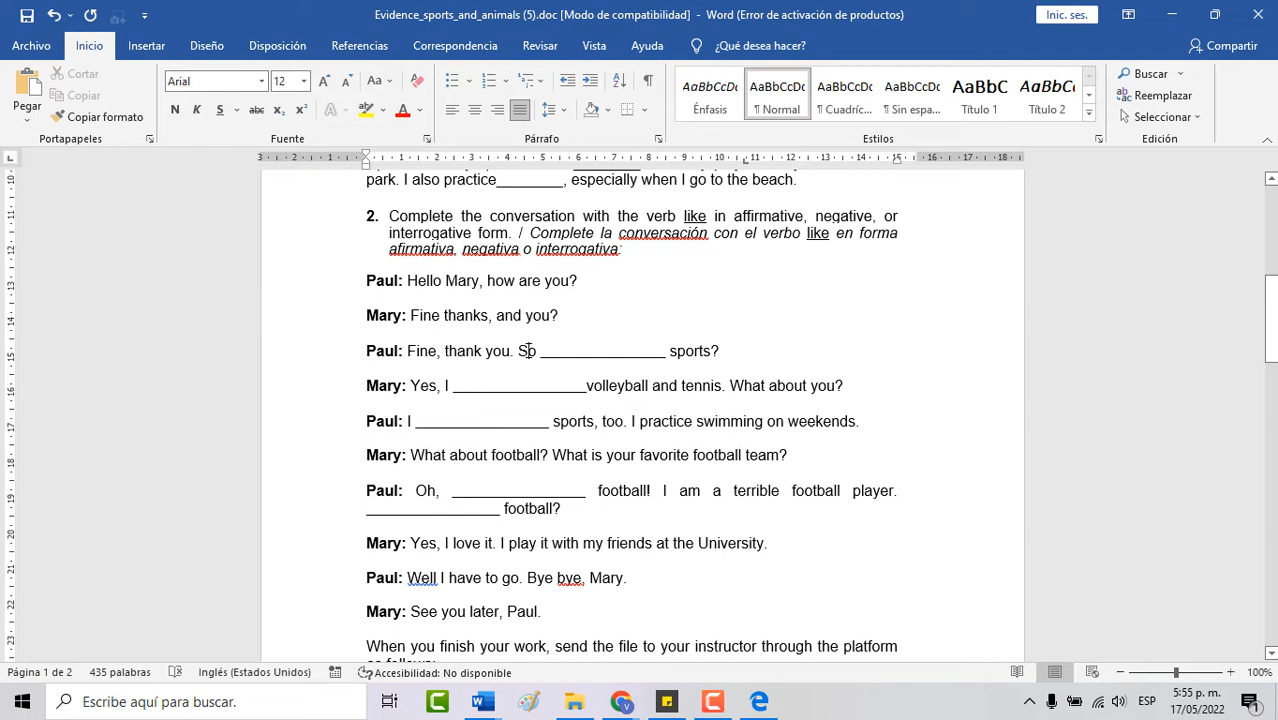 Evidence_sports_and_animals (5).doc [Modo de compatibilidad] - Word (Error de activación de productos)
Inic. ses.
Archivo Inicio Insertar Diseño Disposición Referencias Correspondencia Revisar Vista Ayuda ¿Qué desea hacer? Compartir
Pegar
Cortar
Copiar
Copiar formato
Arial 12
N K S abc x₂ x²
AaBbCcDc Énfasis
AaBbCcDc ¶ Normal
AaBbCcDc ¶ Cuadríc...
AaBbCcDc ¶ Sin espa...
AaBbC Título 1
AaBbCc Título 2
Buscar
Reemplazar
Seleccionar
Portapapeles Fuente Párrafo Estilos Edición
park. I also practice________, especially when I go to the beach.
2. Complete the conversation with the verb like in affirmative, negative, or
interrogative form. / Complete la conversación con el verbo like en forma
afirmativa, negativa o interrogativa:
Paul: Hello Mary, how are you?
Mary: Fine thanks, and you?
Paul: Fine, thank you. So _______________ sports?
Mary: Yes, I ________________volleyball and tennis. What about you?
Paul: I ________________ sports, too. I practice swimming on weekends.
Mary: What about football? What is your favorite football team?
Paul: Oh, ________________ football! I am a terrible football player.
________________ football?
Mary: Yes, I love it. I play it with my friends at the University.
Paul: Well I have to go. Bye bye, Mary.
Mary: See you later, Paul.
When you finish your work, send the file to your instructor through the platform
as follows:
Página 1 de 2 435 palabras Inglés (Estados Unidos) Accesibilidad: No disponible 100%
Escribe aquí para buscar.
ESP
5:55 p. m.
17/05/2022